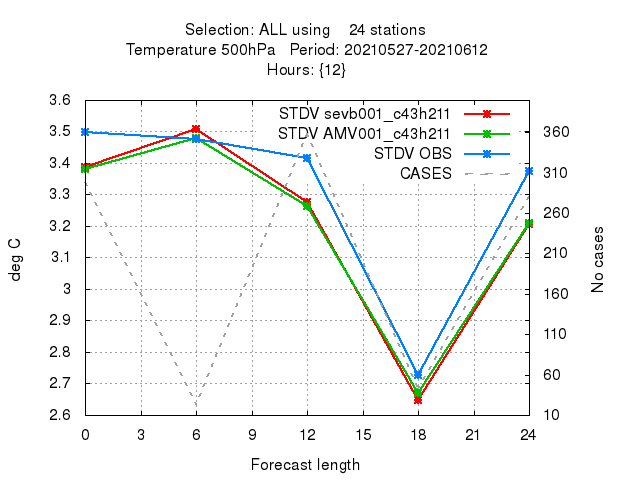 Selection: ALL using    24 stations
Temperature 500hPa   Period: 20210527-20210612
Hours: {12}
STDV sevb001_c43h211
STDV AMV001_c43h211
STDV OBS
CASES
3.6
3.5
3.4
3.3
3.2
3.1
3
2.9
2.8
2.7
2.6
deg C
360
310
260
210
160
110
60
10
No cases
0 3 6 9 12 15 18 21 24
Forecast length